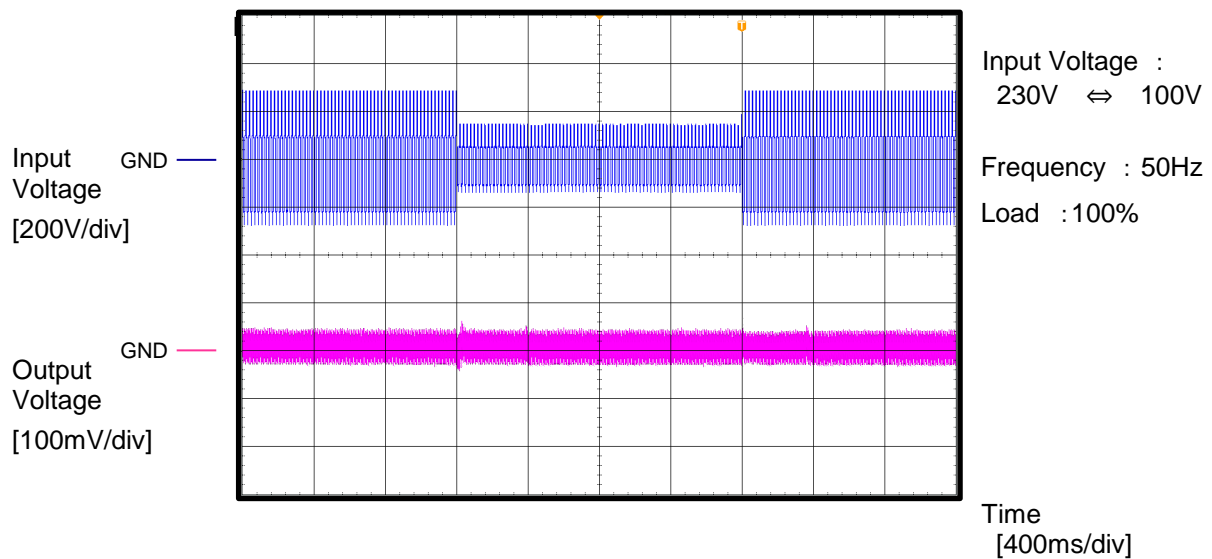 T
Input Voltage :
230V ⇔ 100V
Input
Voltage
[200V/div]
GND
Frequency : 50Hz
Load :100%
GND
Output
Voltage
[100mV/div]
Time
[400ms/div]